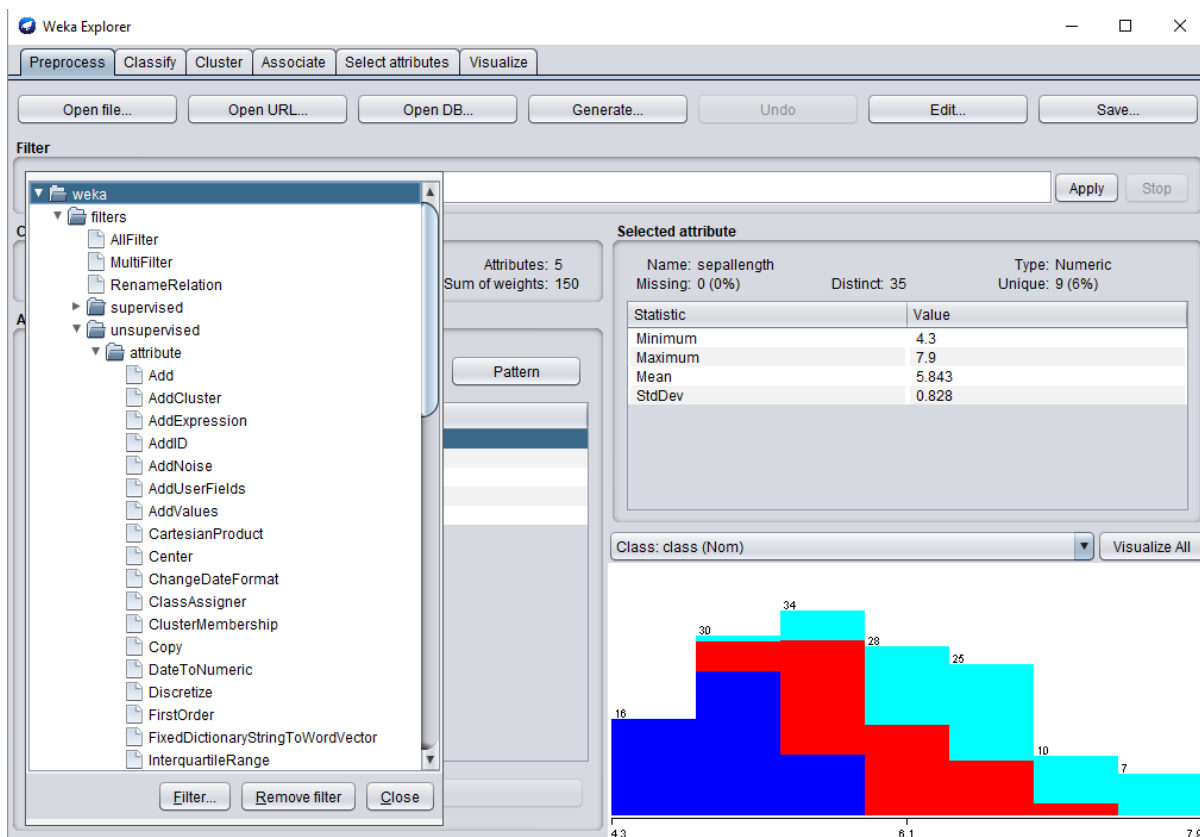 Weka Explorer
Preprocess Classify Cluster Associate Select attributes Visualize
Open file... Open URL... Open DB... Generate... Undo Edit... Save...
Filter
weka
filters
AllFilter
MultiFilter
RenameRelation
supervised
unsupervised
attribute
Add
AddCluster
AddExpression
AddID
AddNoise
AddUserFields
AddValues
CartesianProduct
Center
ChangeDateFormat
ClassAssigner
ClusterMembership
Copy
DateToNumeric
Discretize
FirstOrder
FixedDictionaryStringToWordVector
InterquartileRange
Filter... Remove filter Close
Apply Stop
C
Attributes: 5
Sum of weights: 150
A
Pattern
Selected attribute
Name: sepallength Type: Numeric
Missing: 0 (0%) Distinct: 35 Unique: 9 (6%)
Statistic Value
Minimum 4.3
Maximum 7.9
Mean 5.843
StdDev 0.828
Class: class (Nom) Visualize All
16
30
34
28
25
10
7
4.3 6.1 7.9